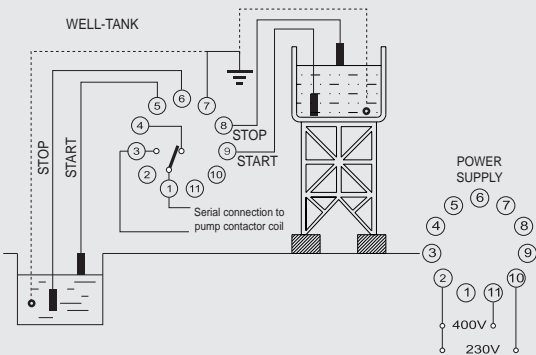 WELL-TANK
6
5
7
4
8
STOP
3
9
START
2
10
1
11
STOP
START
Serial connection to
pump contactor coil
POWER
SUPPLY
6
5
7
4
8
3
9
2
10
1
11
400V
230V